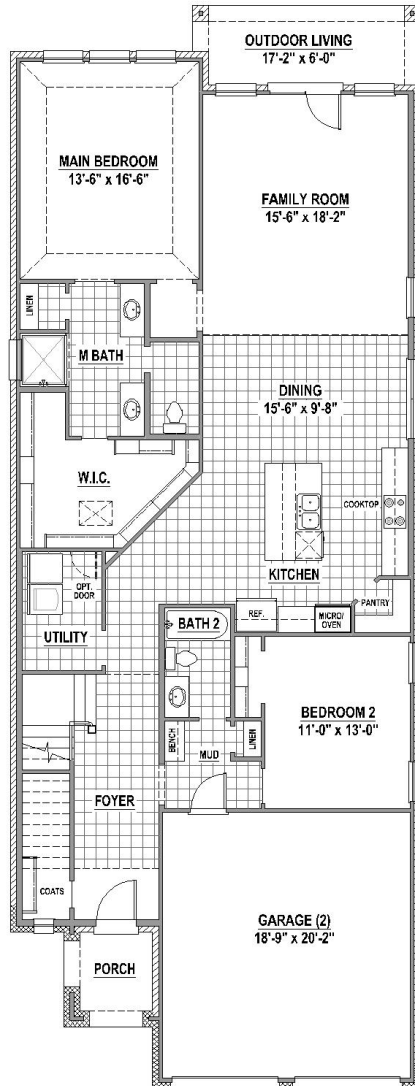 OUTDOOR LIVING
17'-2" x 6'-0"
MAIN BEDROOM
13'-6" x 16'-6"
FAMILY ROOM
15'-6" x 18'-2"
LINEN
M BATH
DINING
15'-6" x 9'-8"
W.I.C.
COOKTOP
KITCHEN
OPT.
DOOR
PANTRY
REF.
MICRO/
OVEN
UTILITY
BATH 2
BEDROOM 2
11'-0" x 13'-0"
BENCH
MUD
LINEN
FOYER
COATS
GARAGE (2)
18'-9" x 20'-2"
PORCH